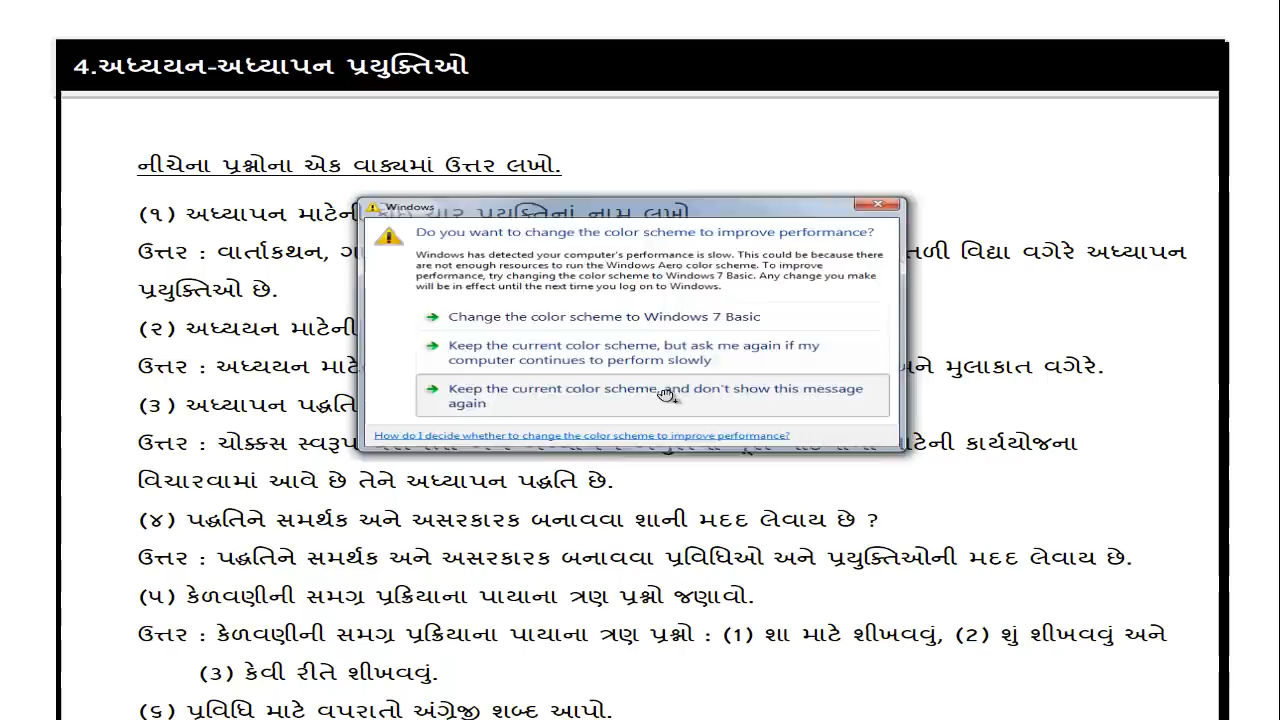 4.અધ્યયન-અધ્યાપન પ્રયુક્તિઓ
નીચેના પ્રશ્નોના એક વાક્યમાં ઉત્તર લખો.
(૧) અધ્યાપન માટેની ચાર પ્રયુક્તિનાં નામ લખો
ઉત્તર : વાર્તાકથન, વિદ્યા વગેરે અધ્યાપન
પ્રયુક્તિઓ છે.
(૨) અધ્યયન માટેની
ઉત્તર : અધ્યયન અને મુલાકાત વગેરે.
(૩) અધ્યાપન પદ્ધતિ
ઉત્તર : ચોક્કસ સ્વરૂપ કાર્યયોજના
વિચારવામાં આવે છે તેને અધ્યાપન પદ્ધતિ છે.
(૪) પદ્ધતિને સમર્થક અને અસરકારક બનાવવા શાની મદદ લેવાય છે ?
ઉત્તર : પદ્ધતિને સમર્થક અને અસરકારક બનાવવા પ્રવિધિઓ અને પ્રયુક્તિઓની મદદ લેવાય છે.
(૫) કેળવણીની સમગ્ર પ્રક્રિયાના પાયાના ત્રણ પ્રશ્નો જણાવો.
ઉત્તર : કેળવણીની સમગ્ર પ્રક્રિયાના પાયાના ત્રણ પ્રશ્નો : (1) શા માટે શીખવવું, (2) શું શીખવવું અને
(3) કેવી રીતે શીખવવું.
(૬) પ્રવિધિ માટે વપરાતો અંગ્રેજી શબ્દ આપો.
Windows
Do you want to change the color scheme to improve performance?
Windows has detected your computer's performance is slow. This could be because there
are not enough resources to run the Windows Aero color scheme. To improve
performance, try changing the color scheme to Windows 7 Basic. Any change you make
will be in effect until the next time you log on to Windows.
Change the color scheme to Windows 7 Basic
Keep the current color scheme, but ask me again if my
computer continues to perform slowly
Keep the current color scheme, and don't show this message
again
How do I decide whether to change the color scheme to improve performance?